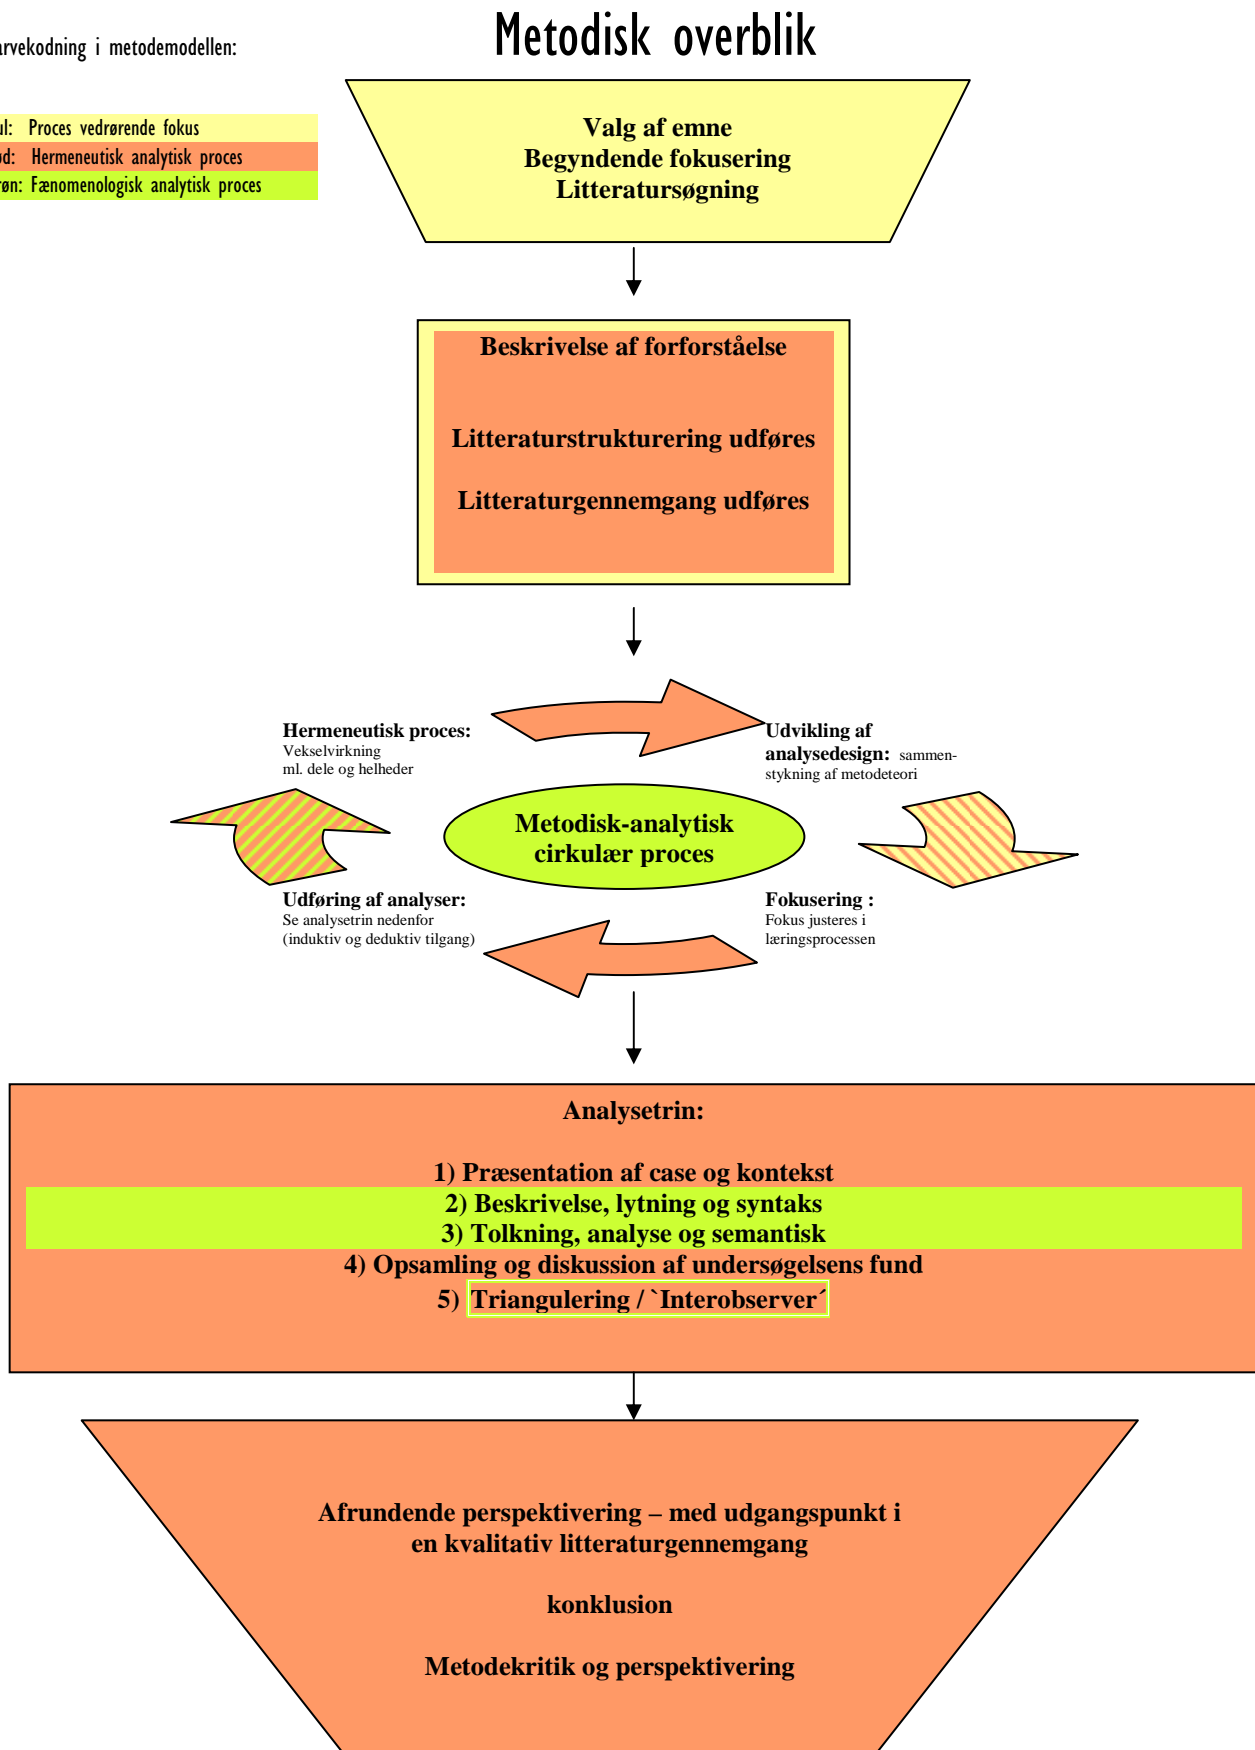 Metodisk overblik
arvekodning i metodemodellen:
ul: Proces vedrørende fokus
ød: Hermeneutisk analytisk proces
røn: Fænomenologisk analytisk proces
Valg af emne
Begyndende fokusering
Litteratursøgning
Beskrivelse af forforståelse
Litteraturstrukturering udføres
Litteraturgennemgang udføres
Hermeneutisk proces:
Vekselvirkning
ml. dele og helheder
Udvikling af
analysedesign: sammen-
stykning af metodeteori
Metodisk-analytisk
cirkulær proces
Udføring af analyser:
Se analysetrin nedenfor
(induktiv og deduktiv tilgang)
Fokusering :
Fokus justeres i
læringsprocessen
Analysetrin:
1) Præsentation af case og kontekst
2) Beskrivelse, lytning og syntaks
3) Tolkning, analyse og semantisk
4) Opsamling og diskussion af undersøgelsens fund
5) Triangulering / `Interobserver´
Afrundende perspektivering – med udgangspunkt i
en kvalitativ litteraturgennemgang
konklusion
Metodekritik og perspektivering